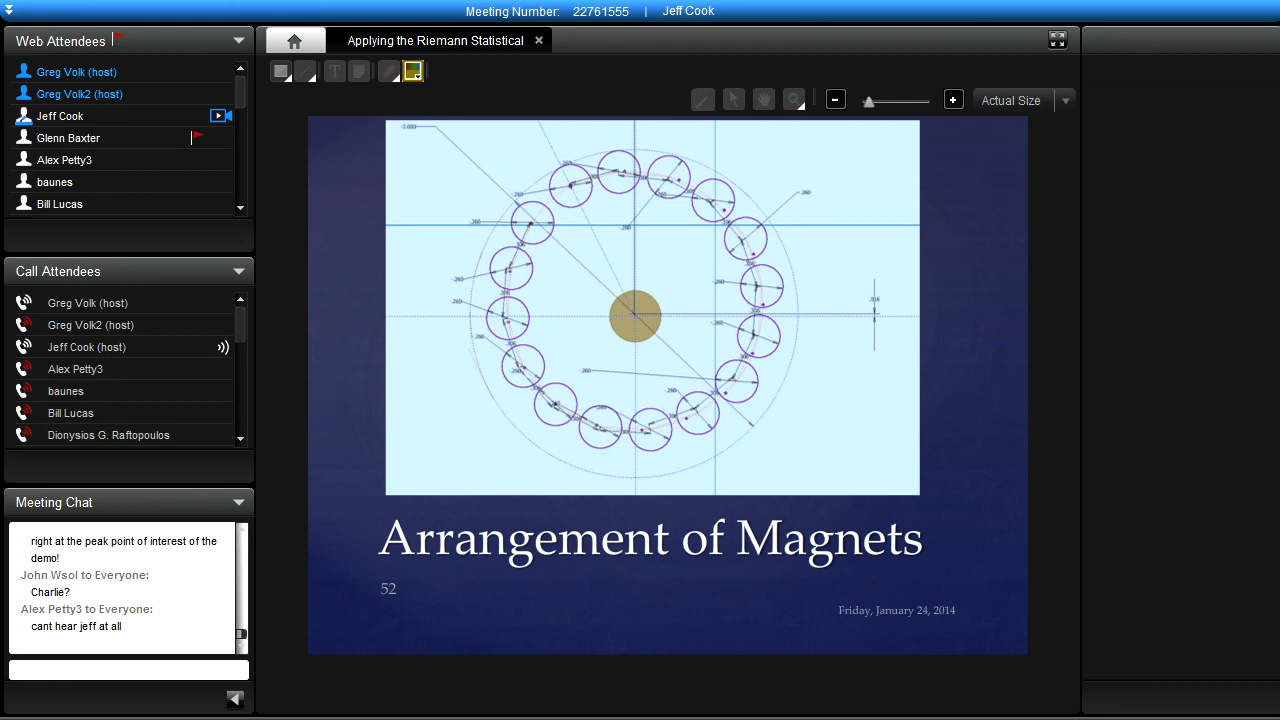 Meeting Number: 22761555 | Jeff Cook
Web Attendees
Greg Volk (host)
Greg Volk2 (host)
Jeff Cook
Glenn Baxter
Alex Petty3
baunes
Bill Lucas
Call Attendees
Greg Volk (host)
Greg Volk2 (host)
Jeff Cook (host)
Alex Petty3
baunes
Bill Lucas
Dionysios G. Raftopoulos
Meeting Chat
right at the peak point of interest of the
demo!
John Wsol to Everyone:
Charlie?
Alex Petty3 to Everyone:
cant hear jeff at all
Applying the Riemann Statistical
Actual Size
Arrangement of Magnets
52
Friday, January 24, 2014